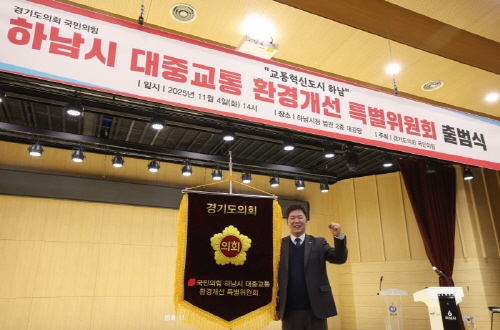 경기도의회 국민의힘
"교통혁신도시 하남"
하남시 대중교통 환경개선 특별위원회 출범식
| 일시 | 2025년 11월 4일(화) 14시
| 장소 | 하남시청 별관 2층 대강당
| 주최 | 경기도의회 국민의힘
경기도의회
의회
국민의힘 하남시 대중교통
환경개선 특별위원회